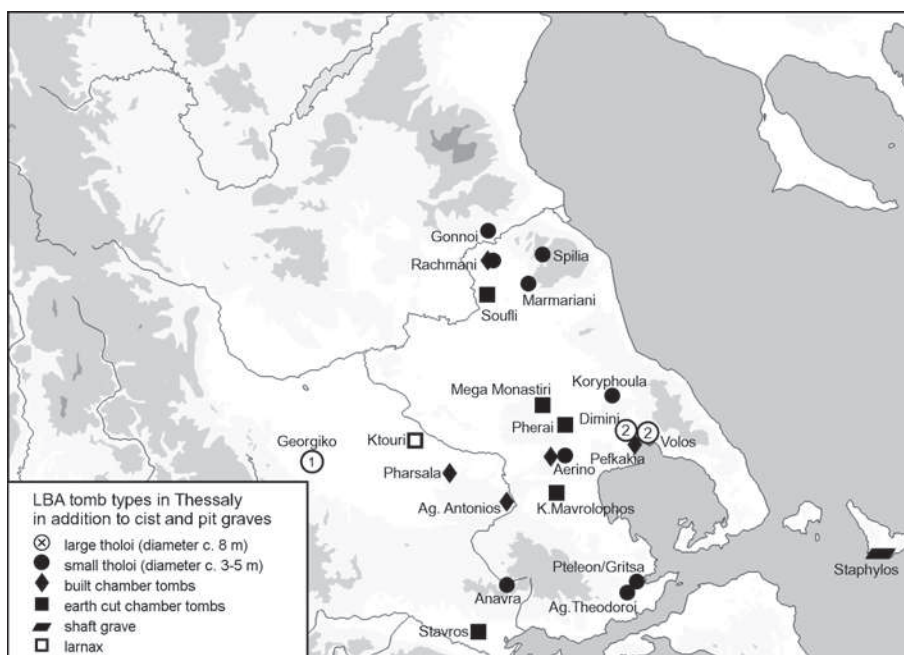 Gonnoi
Rachmani
Spilia
Marmariani
Soufli
Mega Monastiri
Koryphoula
Dimini
Pherai
2
2
Volos
Georgiko
1
Ktouri
Pefkakia
Aerino
Pharsala
Ag. Antonios
K.Mavrolophos
Staphylos
Pteleon/Gritsa
Anavra
Ag.Theodoroi
Stavros
LBA tomb types in Thessaly
in addition to cist and pit graves
large tholoi (diameter c. 8 m)
small tholoi (diameter c. 3-5 m)
built chamber tombs
earth cut chamber tombs
shaft grave
larnax